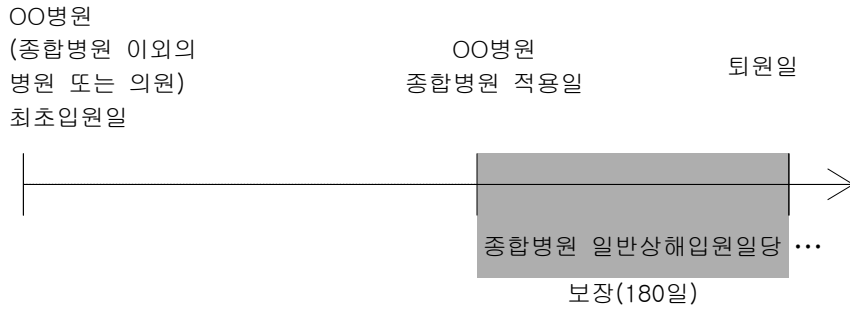 OO병원
(종합병원 이외의
병원 또는 의원)
최초입원일
OO병원
종합병원 적용일
퇴원일
종합병원 일반상해입원일당 …
보장(180일)